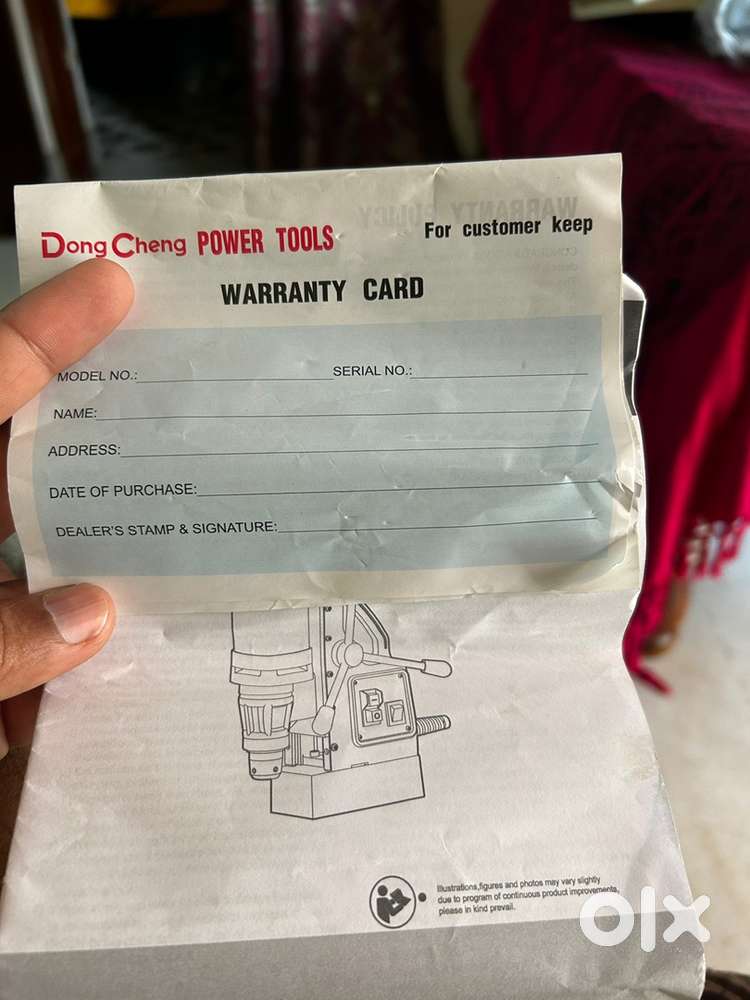 DongCheng POWER TOOLS
For customer keep
WARRANTY CARD
MODEL NO.: SERIAL NO.:
NAME:
ADDRESS:
DATE OF PURCHASE:
DEALER'S STAMP & SIGNATURE:
Illustrations,figures and photos may vary slightly
due to program of continuous product improvements,
please in kind prevail.
olx